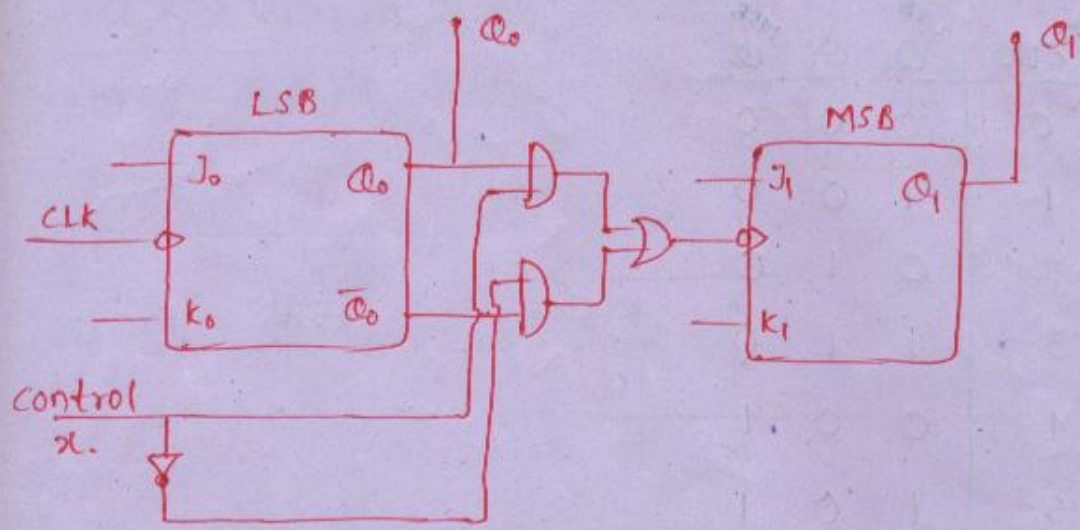 Q₀
Q₁
LSB
MSB
J₀
Q₀
J₁
Q₁
CLK
K₀
Q̅₀
K₁
Control
x.